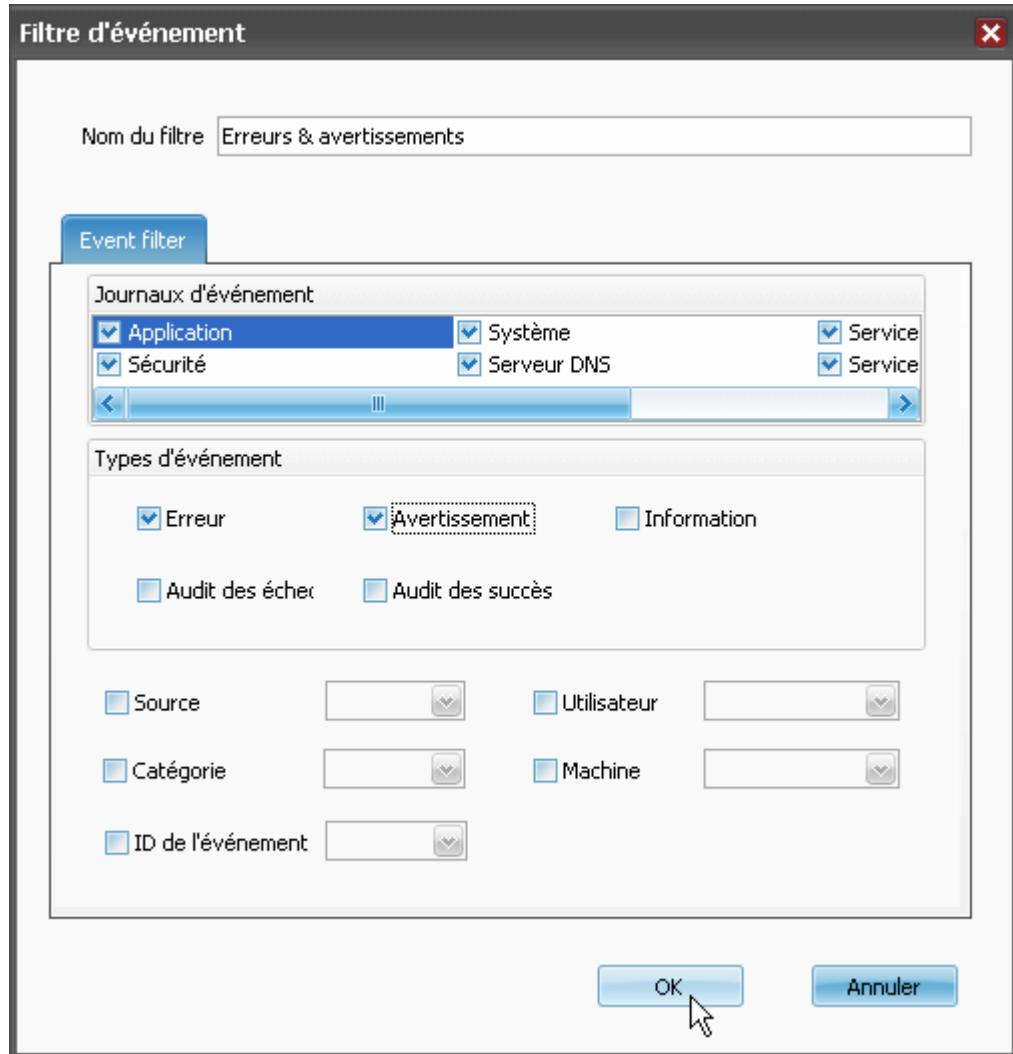 Filtre d'événement
Nom du filtre Erreurs & avertissements
Event filter
Journaux d'événement
Application Système Service
Sécurité Serveur DNS Service
Types d'événement
Erreur Avertissement Information
Audit des échec Audit des succès
Source Utilisateur
Catégorie Machine
ID de l'événement
OK Annuler